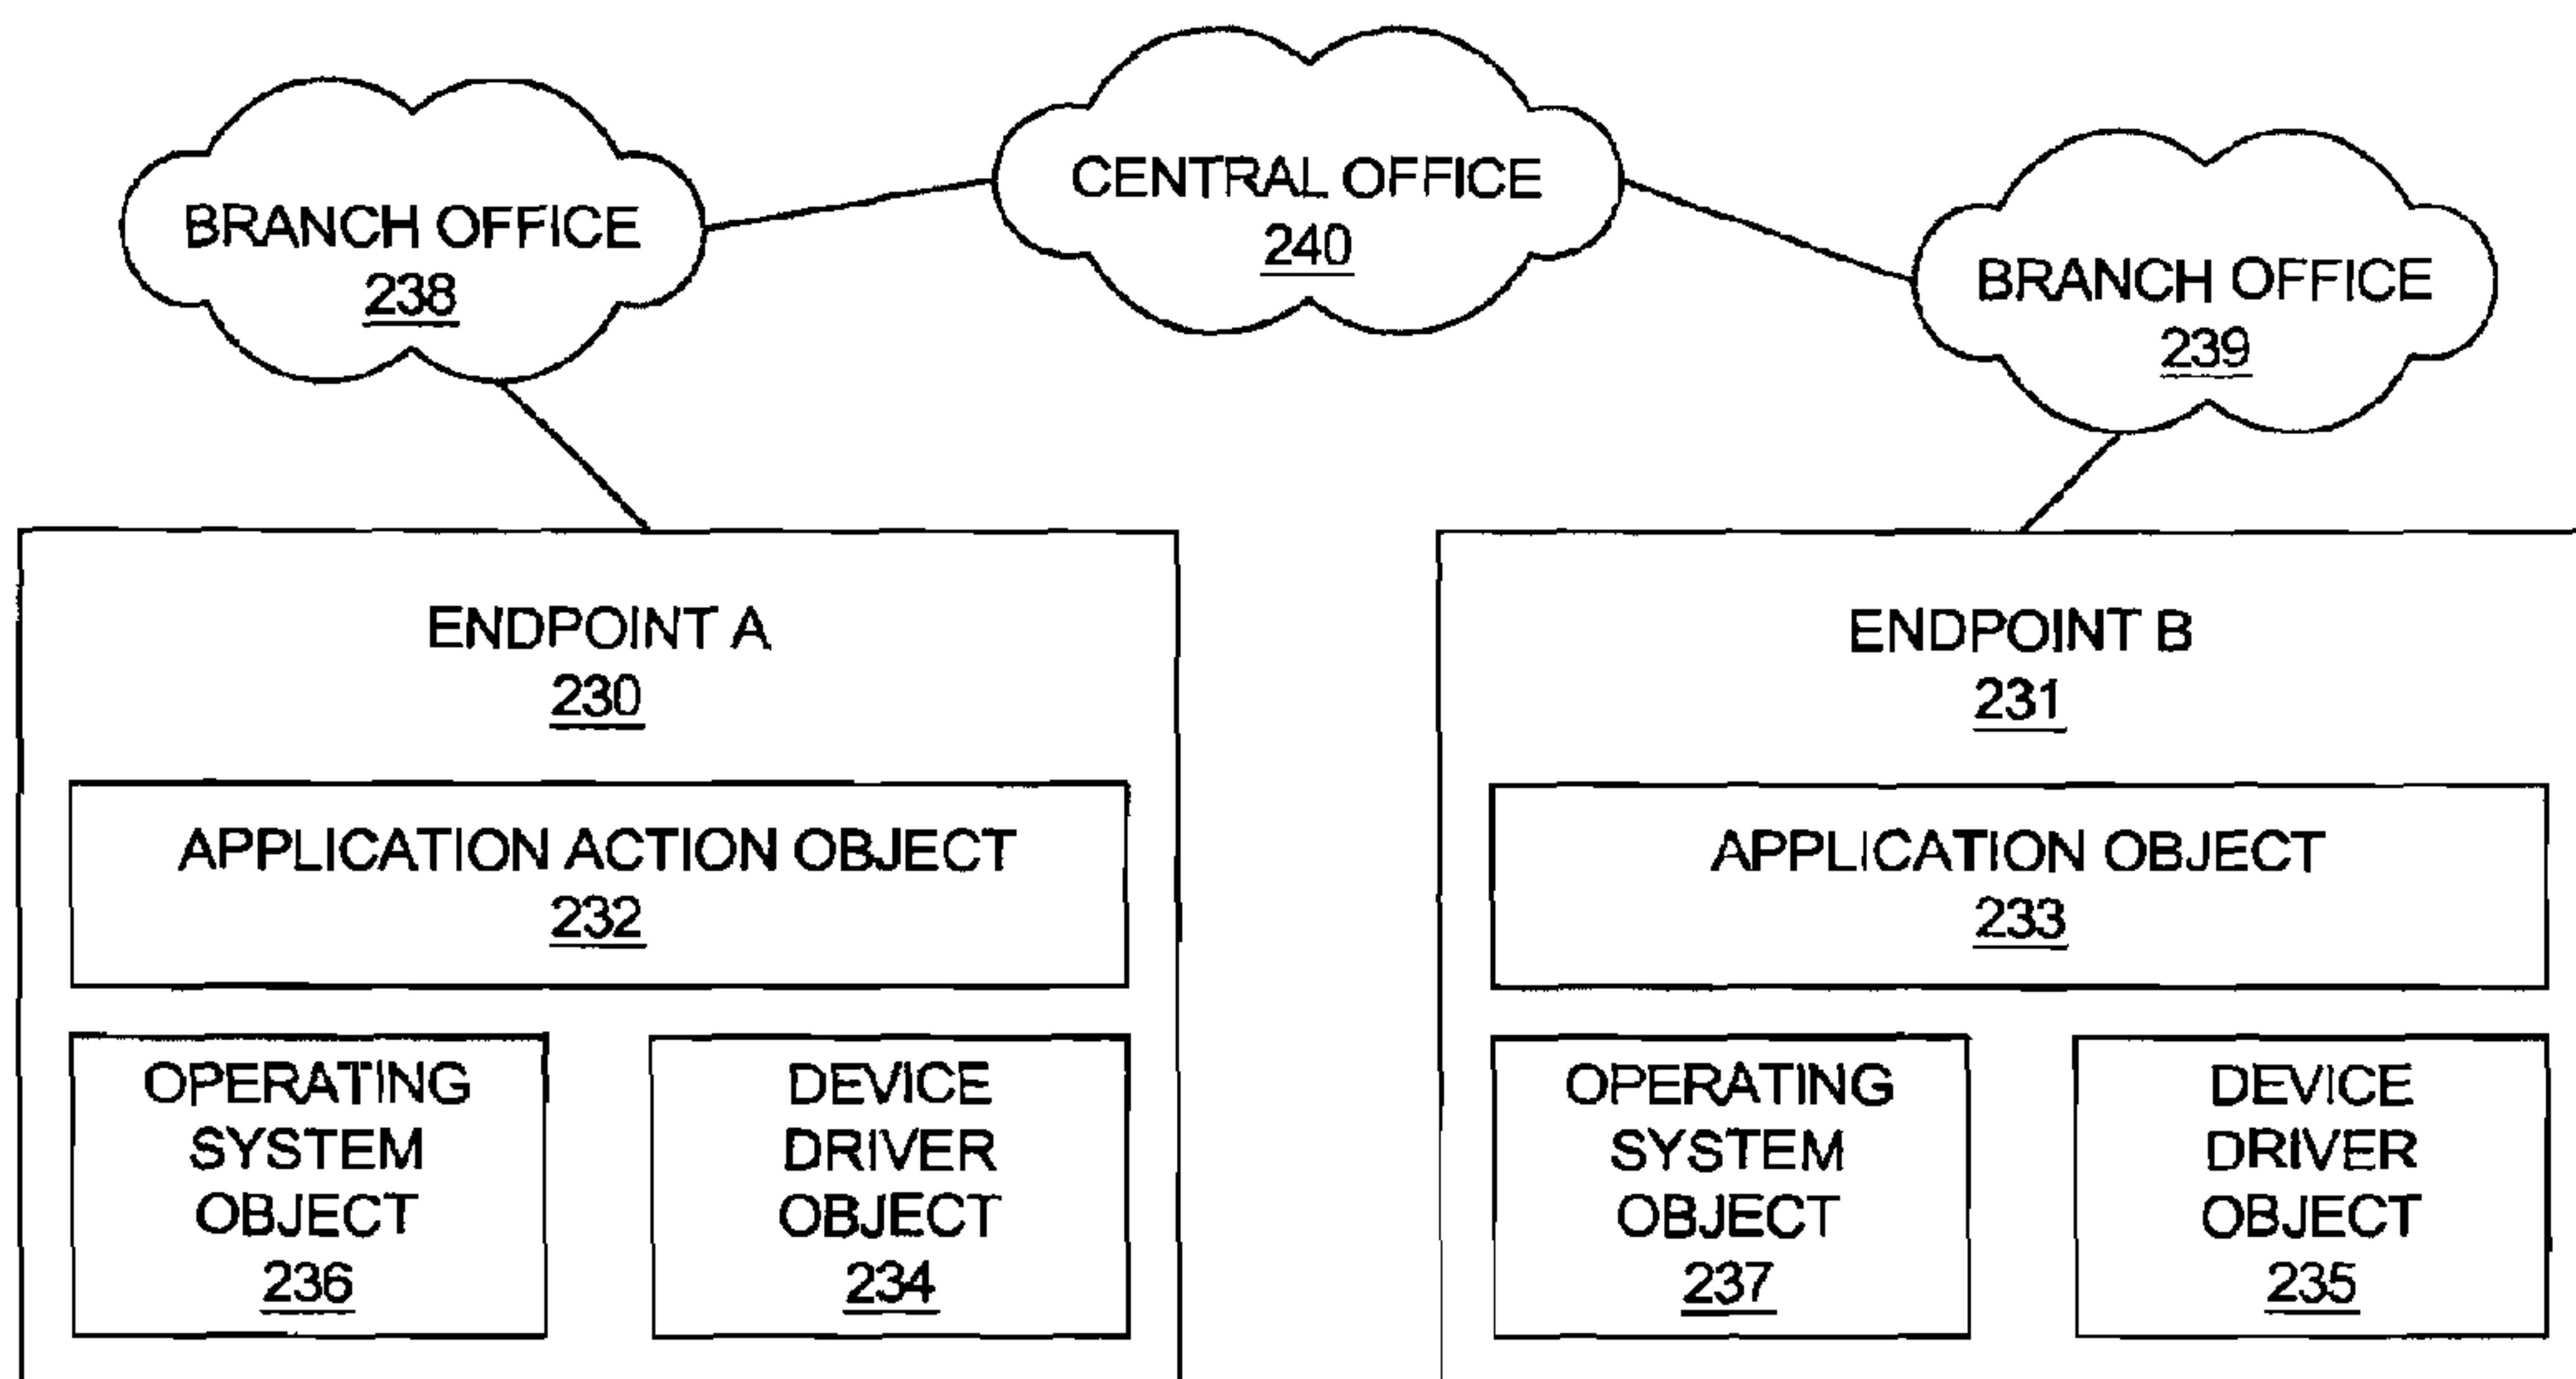 CENTRAL OFFICE
240
BRANCH OFFICE
238
BRANCH OFFICE
239
ENDPOINT A
230
APPLICATION ACTION OBJECT
232
OPERATING
SYSTEM
OBJECT
236
DEVICE
DRIVER
OBJECT
234
ENDPOINT B
231
APPLICATION OBJECT
233
OPERATING
SYSTEM
OBJECT
237
DEVICE
DRIVER
OBJECT
235